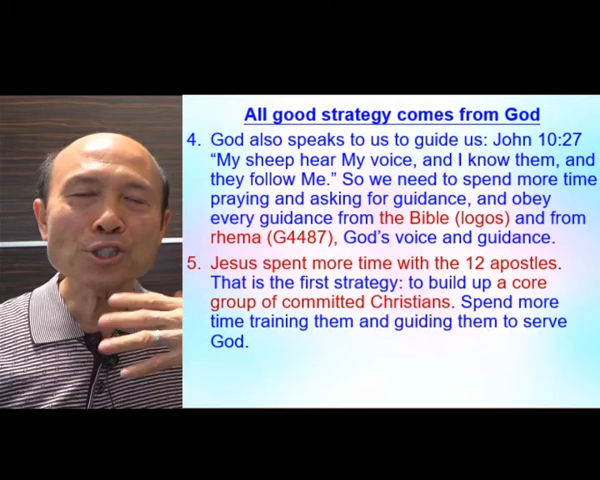 All good strategy comes from God
4. God also speaks to us to guide us: John 10:27
“My sheep hear My voice, and I know them, and
they follow Me.” So we need to spend more time
praying and asking for guidance, and obey
every guidance from the Bible (logos) and from
rhema (G4487), God’s voice and guidance.
5. Jesus spent more time with the 12 apostles.
That is the first strategy: to build up a core
group of committed Christians. Spend more
time training them and guiding them to serve
God.